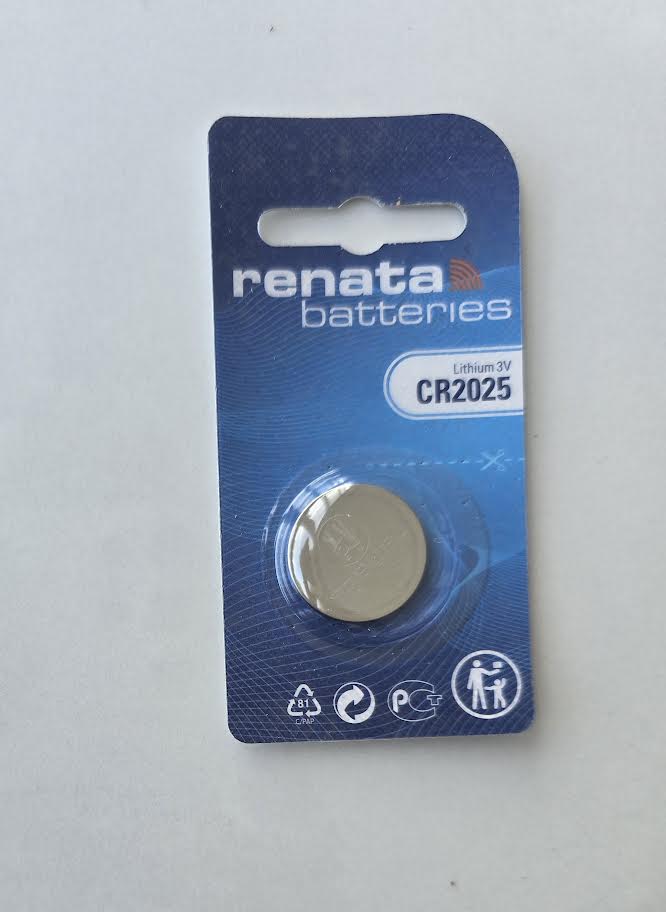 renata
batteries
Lithium 3V
CR2025
81
C/PAP